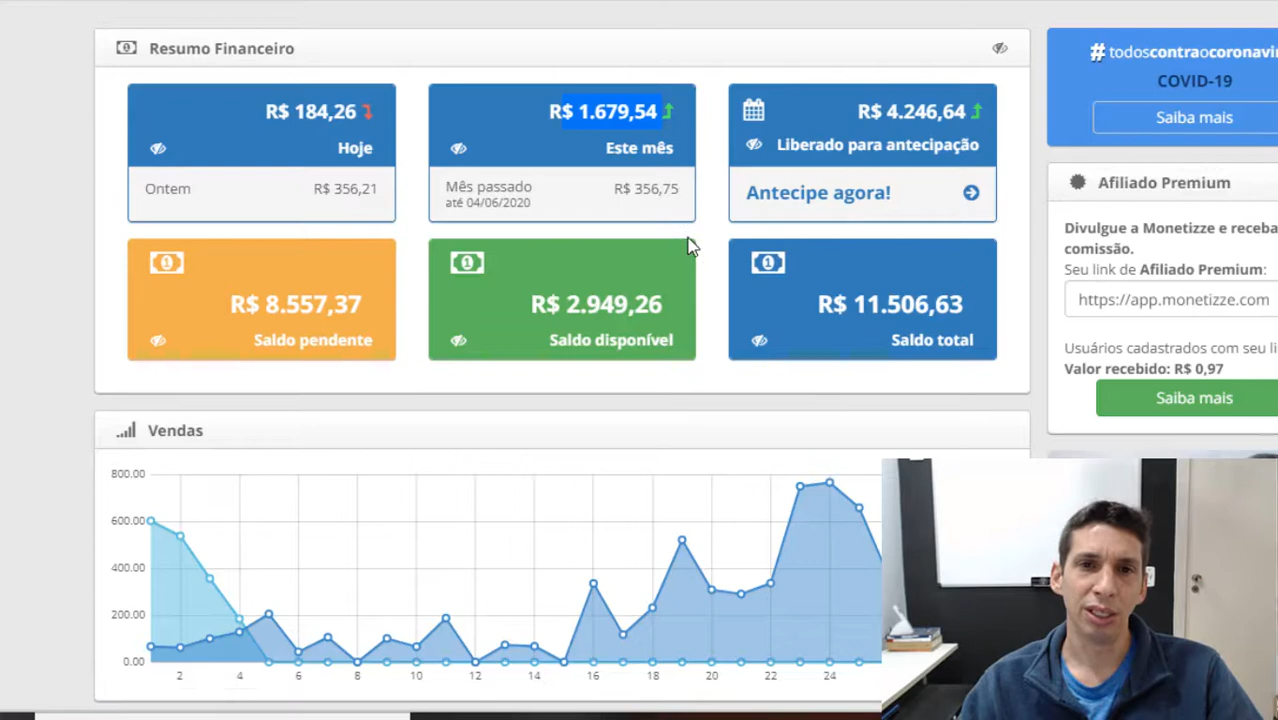 Resumo Financeiro
R$ 184,26
Hoje
Ontem R$ 356,21
R$ 1.679,54
Este mês
Mês passado R$ 356,75
até 04/06/2020
R$ 4.246,64
Liberado para antecipação
Antecipe agora!
R$ 8.557,37
Saldo pendente
R$ 2.949,26
Saldo disponível
R$ 11.506,63
Saldo total
#todoscontraocoronavi
COVID-19
Saiba mais
Afiliado Premium
Divulgue a Monetizze e receba
comissão.
Seu link de Afiliado Premium:
https://app.monetizze.com
Usuários cadastrados com seu li
Valor recebido: R$ 0,97
Saiba mais
Vendas
800.00
600.00
400.00
200.00
0.00
2 4 6 8 10 12 14 16 18 20 22 24